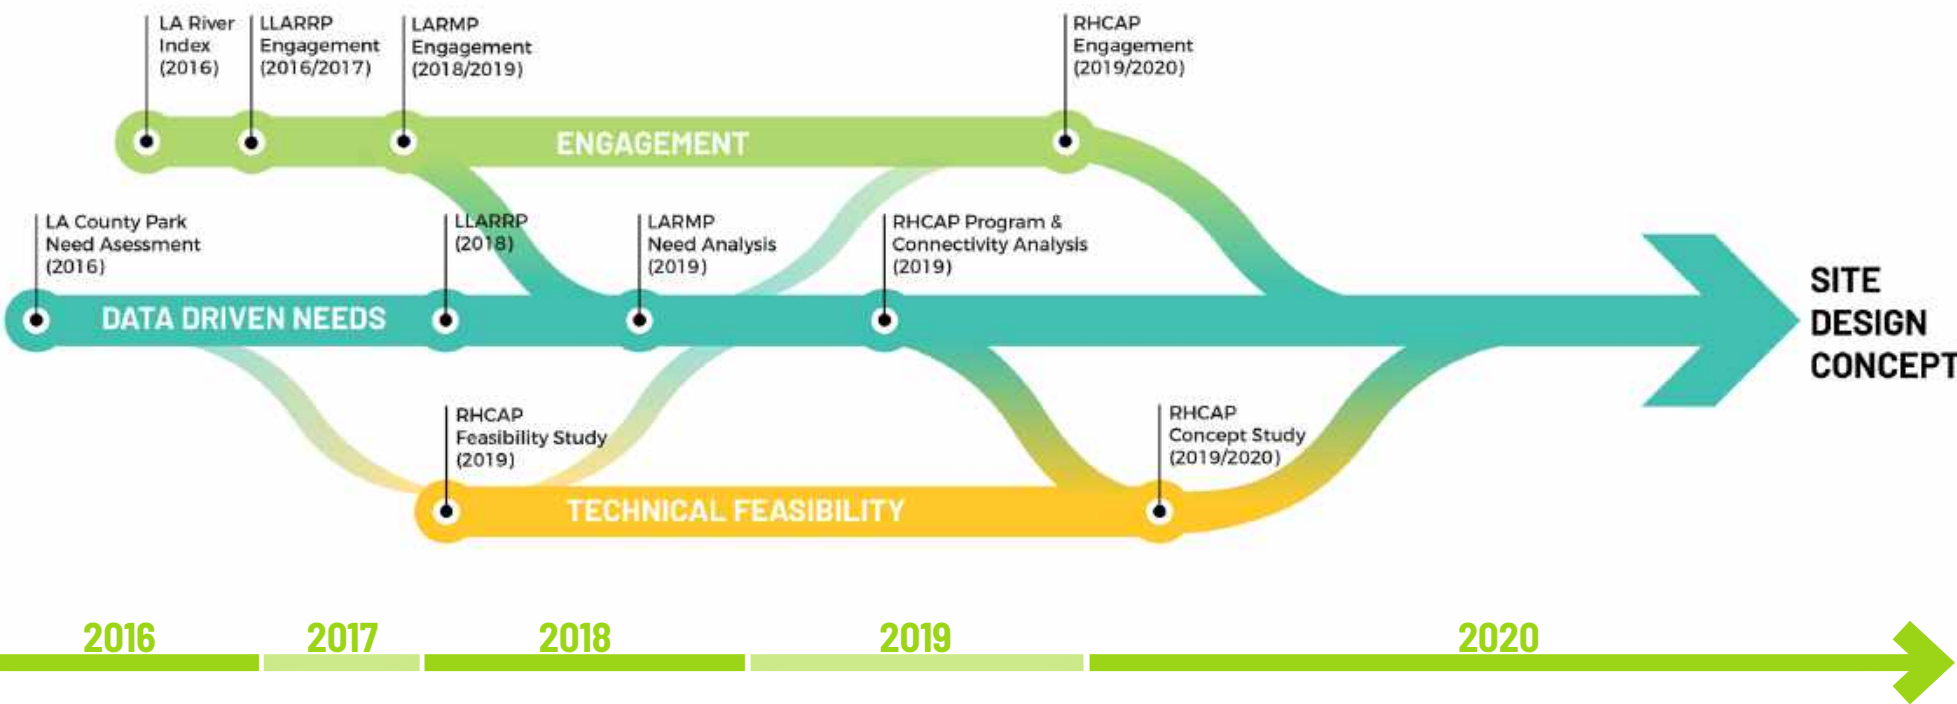 LA River
Index
(2016)
LLARRP
Engagement
(2016/2017)
LARMP
Engagement
(2018/2019)
RHCAP
Engagement
(2019/2020)
ENGAGEMENT
LA County Park
Need Asessment
(2016)
LLARRP
(2018)
LARMP
Need Analysis
(2019)
RHCAP Program &
Connectivity Analysis
(2019)
DATA DRIVEN NEEDS
SITE
DESIGN
CONCEPT
RHCAP
Feasibility Study
(2019)
RHCAP
Concept Study
(2019/2020)
TECHNICAL FEASIBILITY
2016
2017
2018
2019
2020